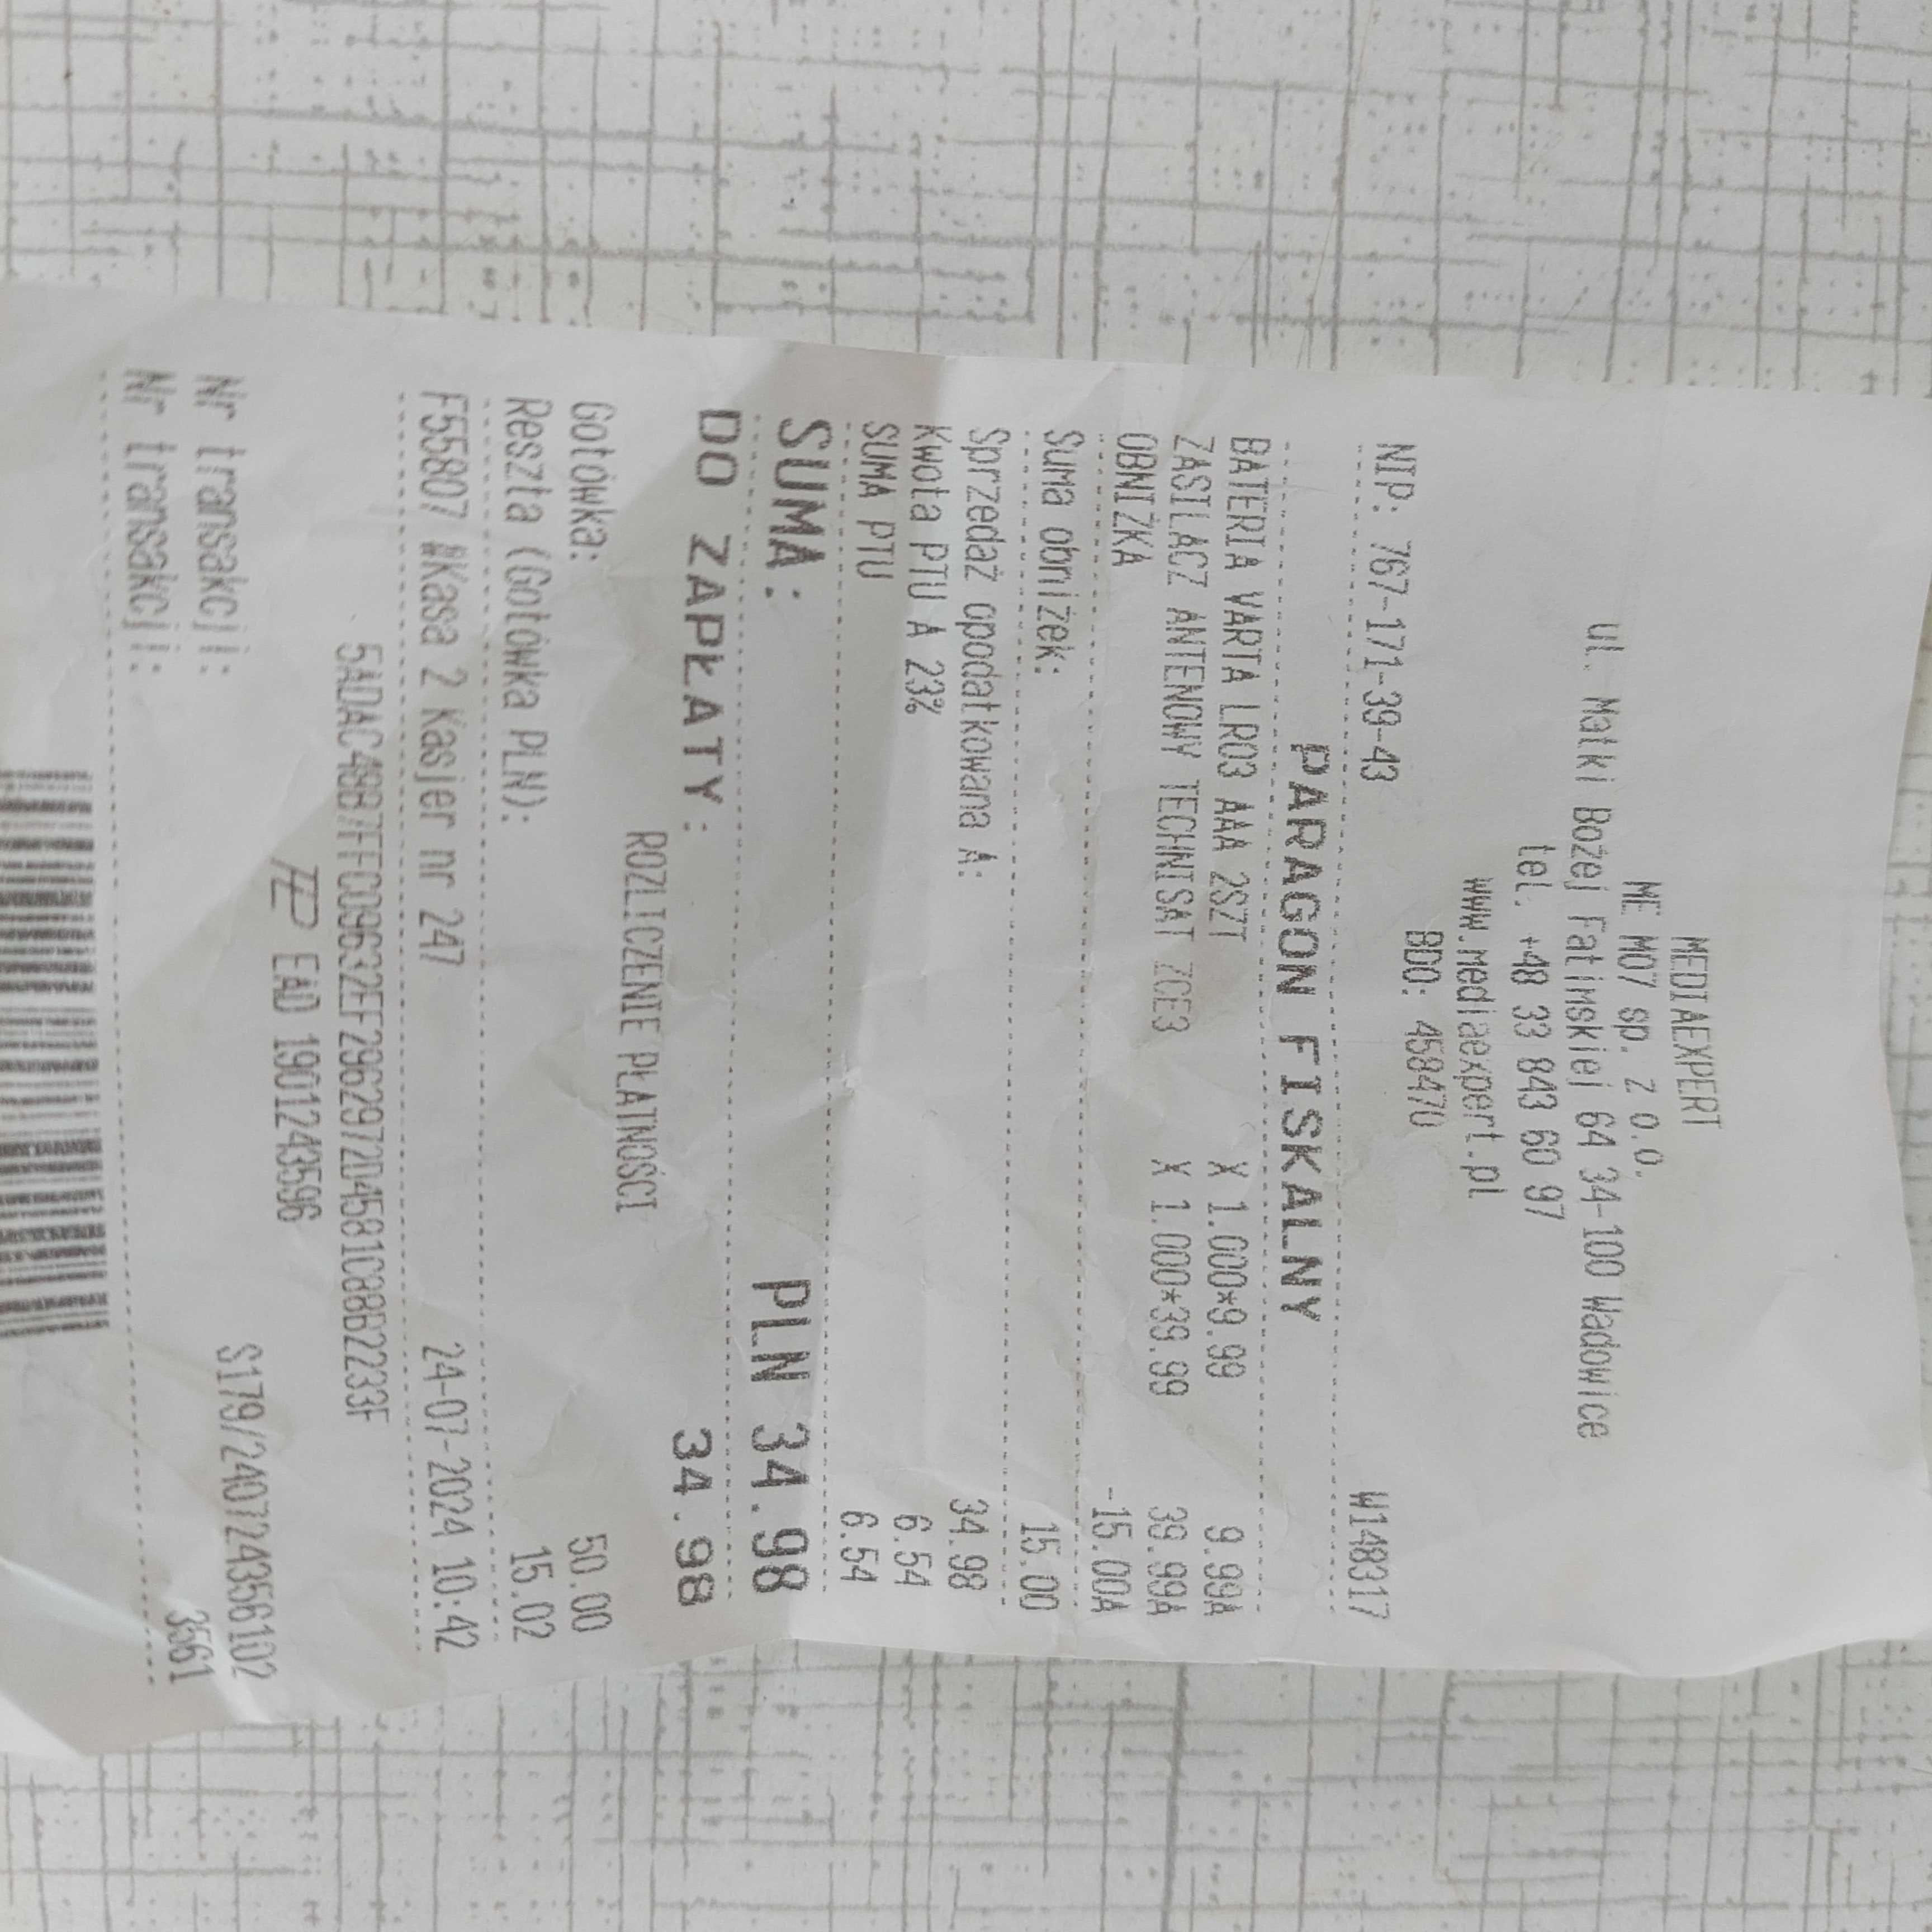 MEDIAEXPERT
ME M07 sp. z o.o.
ul. Matki Bożej Fatimskiej 64 34-100 Wadowice
tel. +48 33 843 60 97
www.mediaexpert.pl
BDO: 458470
NIP: 767-171-39-43 W148317
PARAGON FISKALNY
BATERIA VARTA LR03 AAA 2SZT X 1.000*9.99 9.99A
ZASILACZ ANTENOWY TECHNISAT ZCE3 X 1.000*39.99 39.99A
OBNIŻKA -15.00A
Suma obniżek: 15.00
Sprzedaż opodatkowana A: 34.98
Kwota PTU A 23% 6.54
SUMA PTU 6.54
SUMA: PLN 34.98
DO ZAPŁATY: 34.98
ROZLICZENIE PŁATNOŚCI
Gotówka: 50.00
Reszta (Gotówka PLN): 15.02
F55807 #Kasa 2 Kasjer nr 247 24-07-2024 10:42
5ADAC4BB7FFC09632EF2962972D4581C8BB2233F
EAO 1901243596
Nr transakcji: S179/240724356102
Nr transakcji: 3561